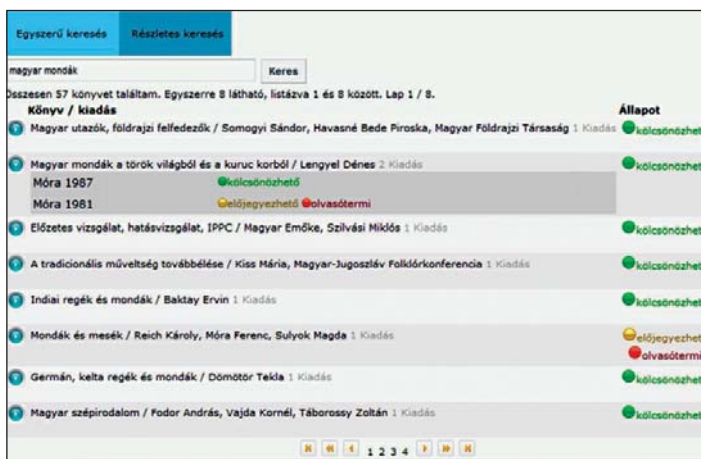 Egyszerű keresés Részletes keresés
magyar mondák Keres
Összesen 57 könyvet találtam. Egyszerre 8 látható, listázva 1 és 8 között. Lap 1 / 8.
Könyv / kiadás Állapot
Magyar utazók, földrajzi felfedezők / Somogyi Sándor, Havasné Bede Piroska, Magyar Földrajzi Társaság 1 Kiadás kölcsönözhet
Magyar mondák a török világból és a kuruc korból / Lengyel Dénes 2 Kiadás kölcsönözhet
Móra 1987 kölcsönözhető
Móra 1981 előjegyezhető olvasótermi
Előzetes vizsgálat, hatásvizsgálat, IPPC / Magyar Emőke, Szilvási Miklós 1 Kiadás kölcsönözhet
A tradicionális műveltség továbbélése / Kiss Mária, Magyar-Jugoszláv Folklórkonferencia 1 Kiadás kölcsönözhet
Indiai regék és mondák / Baktay Ervin 1 Kiadás kölcsönözhet
Mondák és mesék / Reich Károly, Móra Ferenc, Sulyok Magda 1 Kiadás előjegyezhet
olvasótermi
Germán, kelta regék és mondák / Dömötör Tekla 1 Kiadás kölcsönözhet
Magyar szépirodalom / Fodor András, Vajda Kornél, Táborossy Zoltán 1 Kiadás kölcsönözhet
1 2 3 4